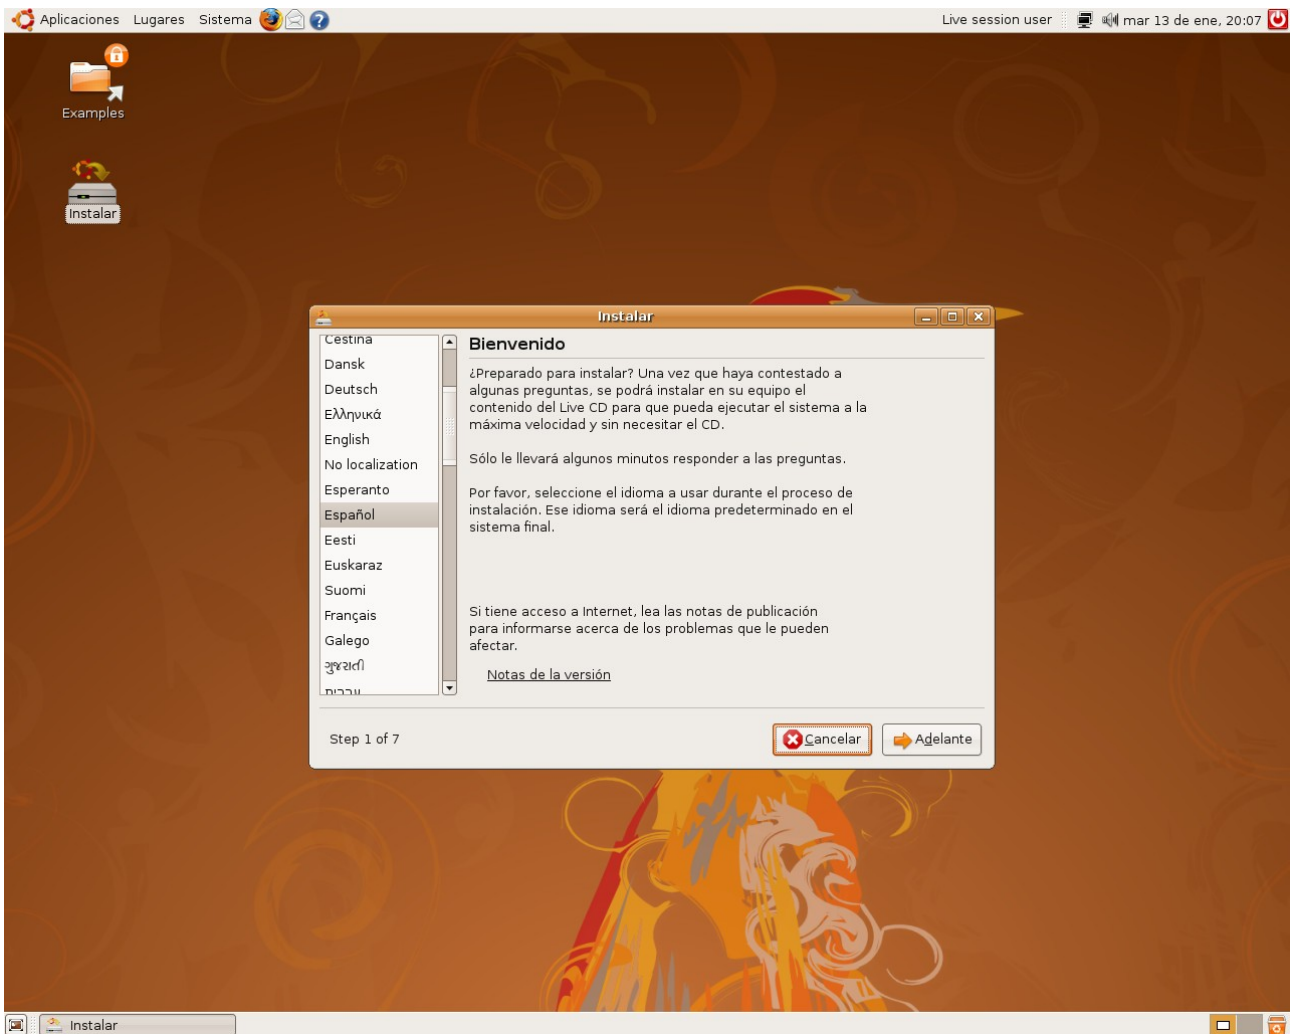 Aplicaciones Lugares Sistema
Live session user mar 13 de ene, 20:07
Examples
Instalar
Instalar
Čeština
Dansk
Deutsch
Ελληνικά
English
No localization
Esperanto
Español
Eesti
Euskaraz
Suomi
Français
Galego
ગુજરાતી
עברית
Bienvenido
¿Preparado para instalar? Una vez que haya contestado a
algunas preguntas, se podrá instalar en su equipo el
contenido del Live CD para que pueda ejecutar el sistema a la
máxima velocidad y sin necesitar el CD.
Sólo le llevará algunos minutos responder a las preguntas.
Por favor, seleccione el idioma a usar durante el proceso de
instalación. Ese idioma será el idioma predeterminado en el
sistema final.
Si tiene acceso a Internet, lea las notas de publicación
para informarse acerca de los problemas que le pueden
afectar.
Notas de la versión
Step 1 of 7
Cancelar
Adelante
Instalar